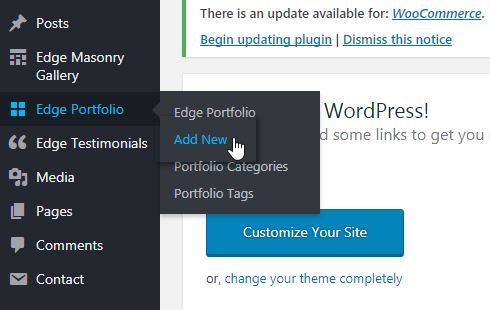 Posts
Edge Masonry
Gallery
Edge Portfolio
Edge Testimonials
Media
Pages
Comments
Contact
Edge Portfolio
Add New
Portfolio Categories
Portfolio Tags
There is an update available for: WooCommerce.
Begin updating plugin | Dismiss this notice
WordPress!
d some links to get you s
Customize Your Site
or, change your theme completely